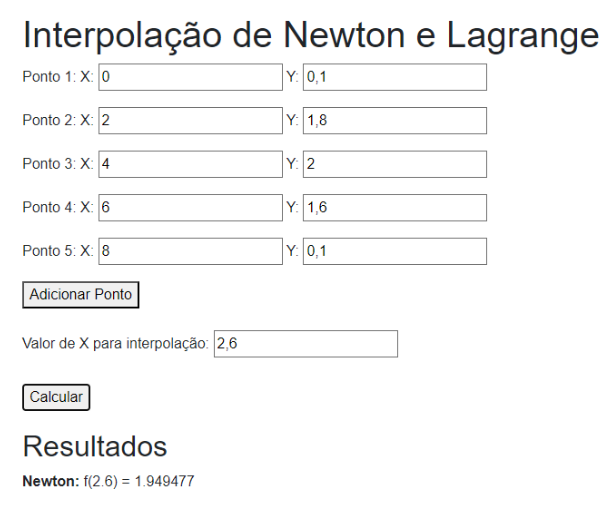 Interpolação de Newton e Lagrange
Ponto 1: X: 0 Y: 0,1
Ponto 2: X: 2 Y: 1,8
Ponto 3: X: 4 Y: 2
Ponto 4: X: 6 Y: 1,6
Ponto 5: X: 8 Y: 0,1
Adicionar Ponto
Valor de X para interpolação: 2,6
Calcular
Resultados
Newton: f(2.6) = 1.949477